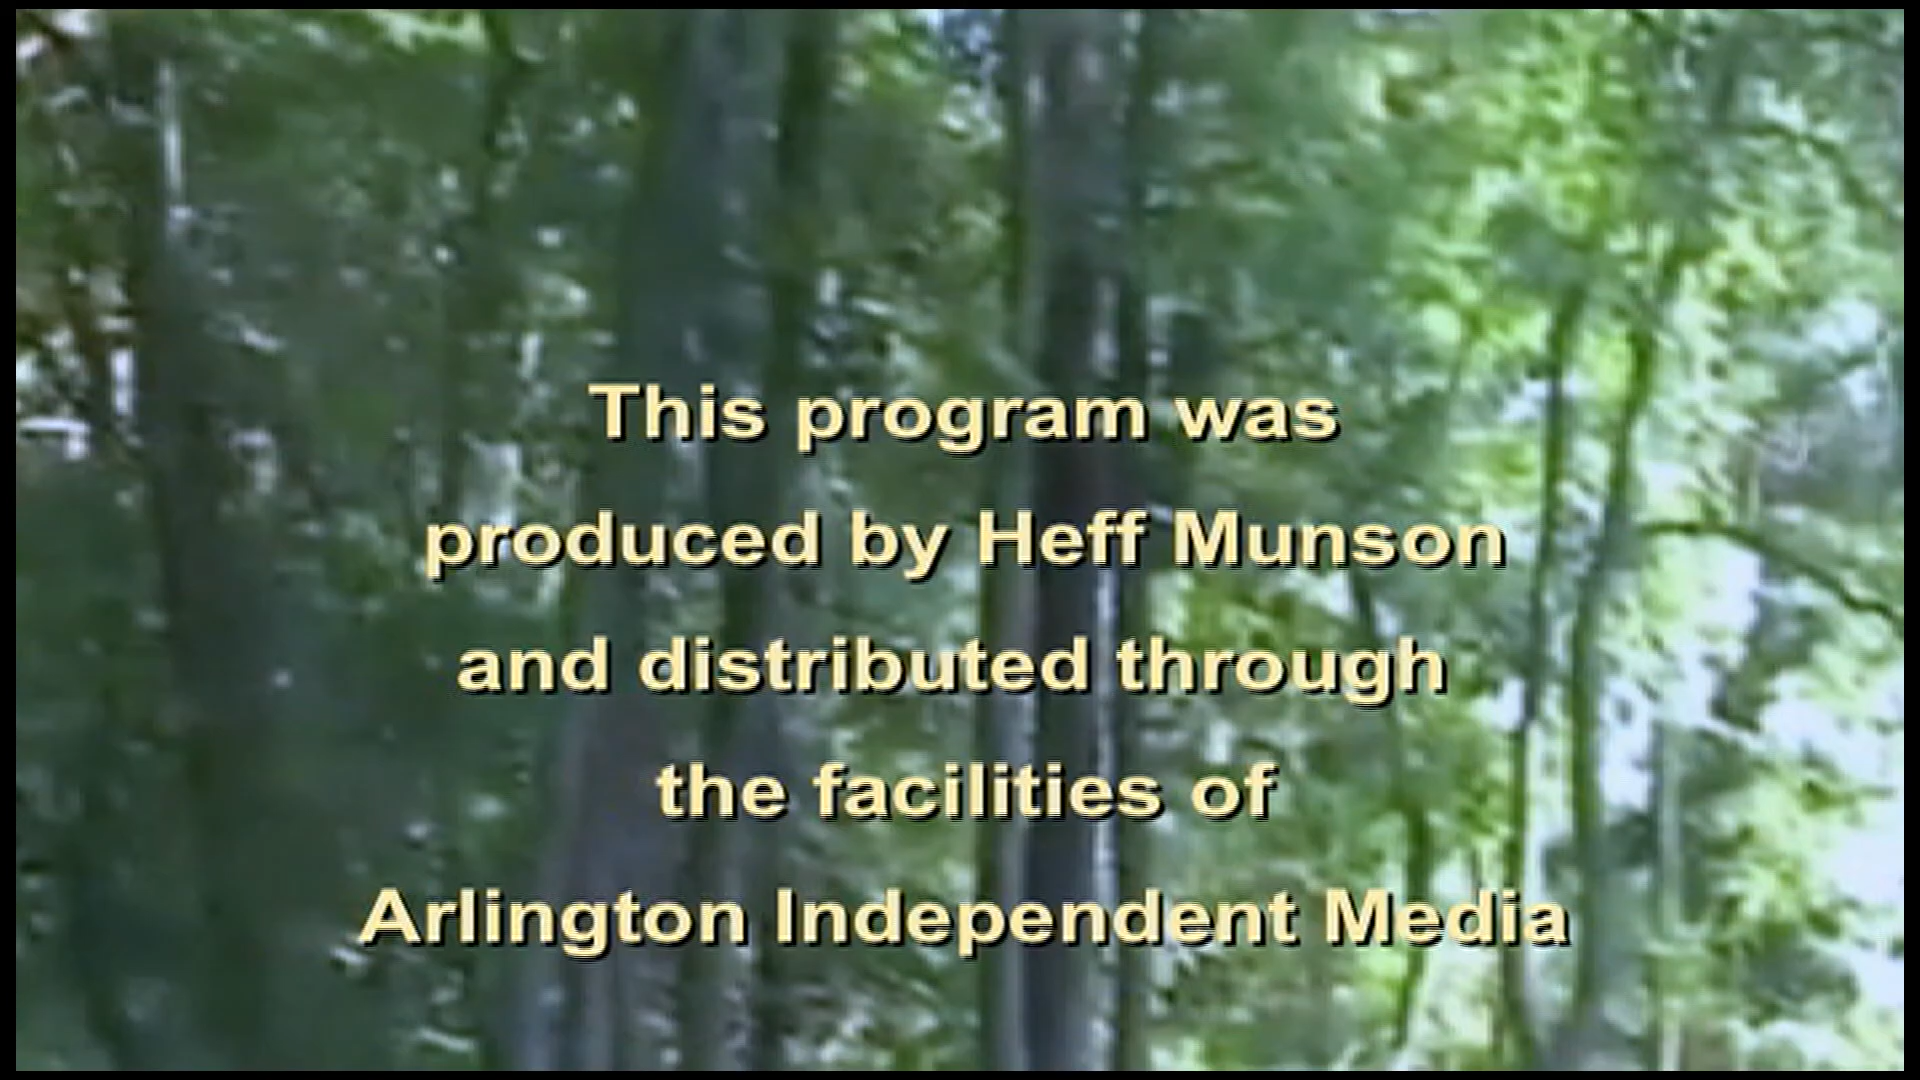 This program was
produced by Heff Munson
and distributed through
the facilities of
Arlington Independent Media